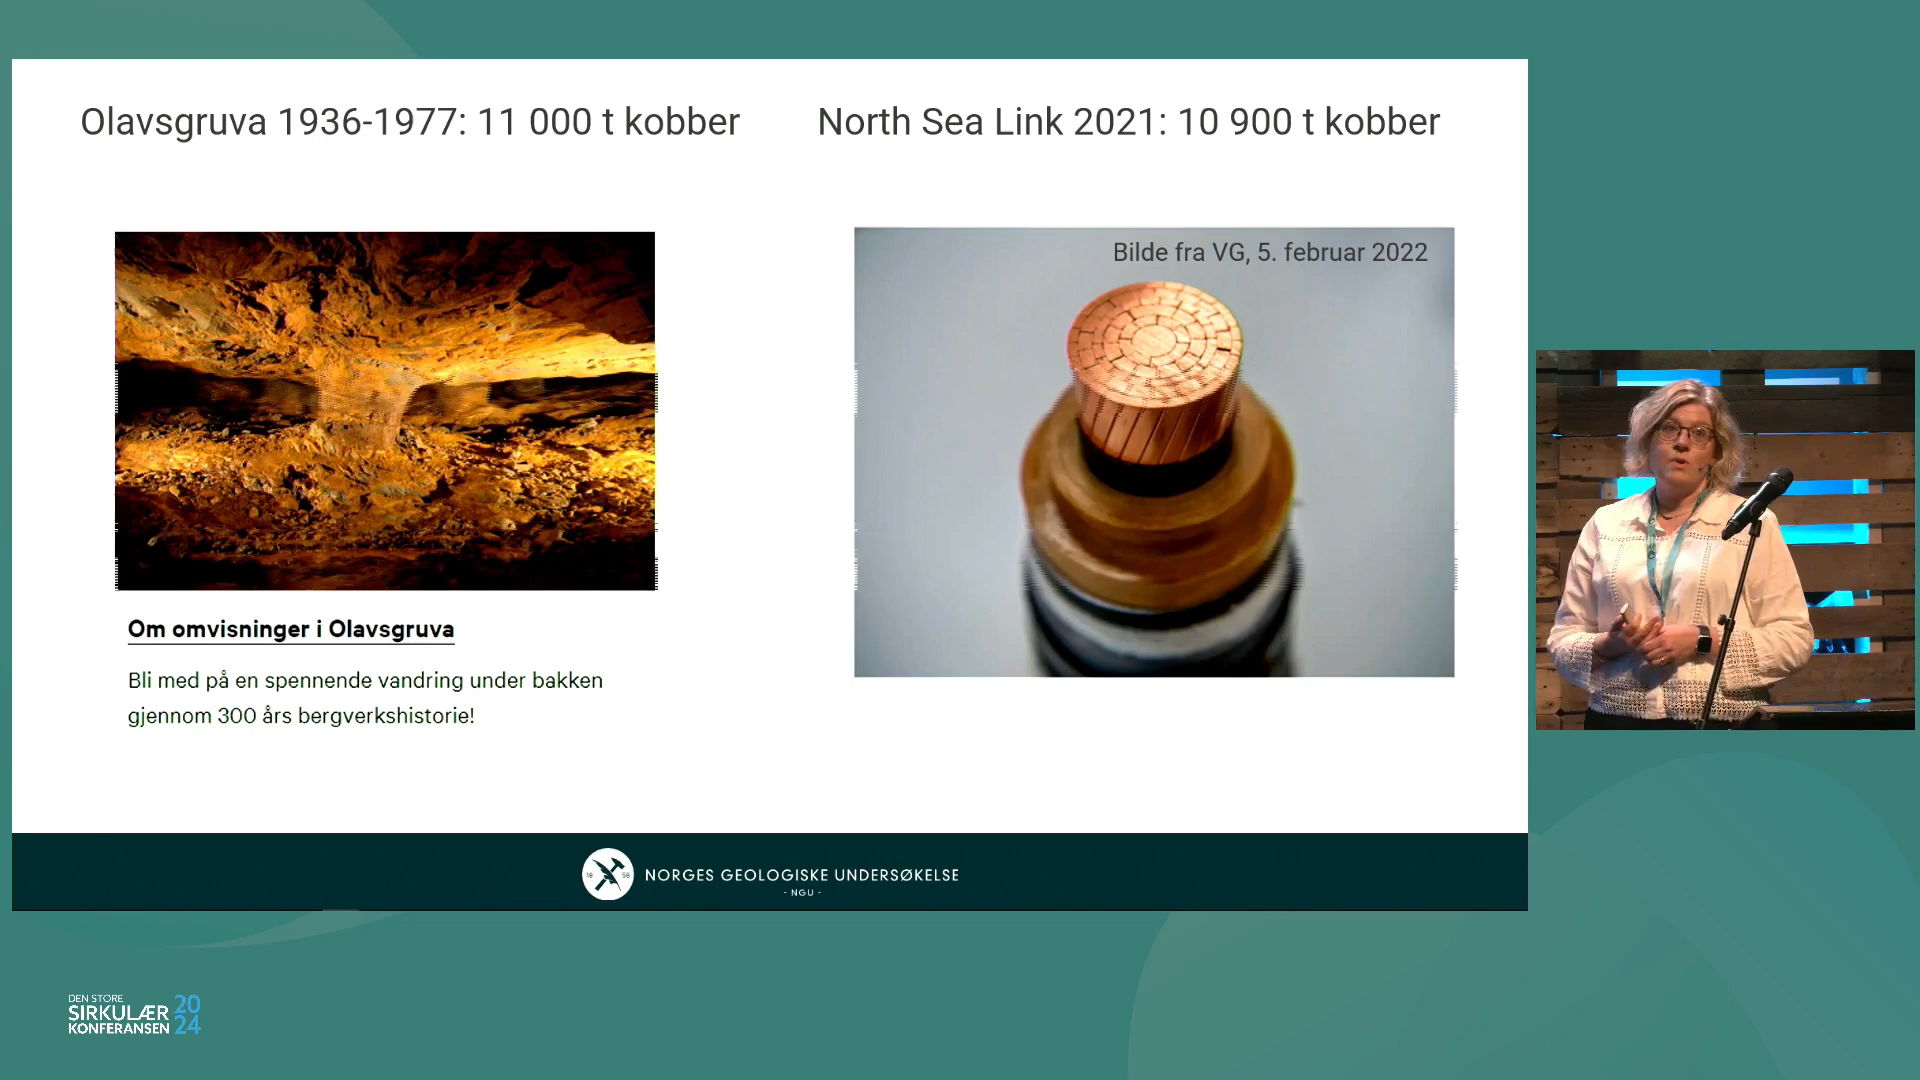 Olavsgruva 1936-1977: 11 000 t kobber
North Sea Link 2021: 10 900 t kobber
Bilde fra VG, 5. februar 2022
Om omvisninger i Olavsgruva
Bli med på en spennende vandring under bakken
gjennom 300 års bergverkshistorie!
18 58
NORGES GEOLOGISKE UNDERSØKELSE
- NGU -
DEN STORE
SIRKULÆR 20
KONFERANSEN 24